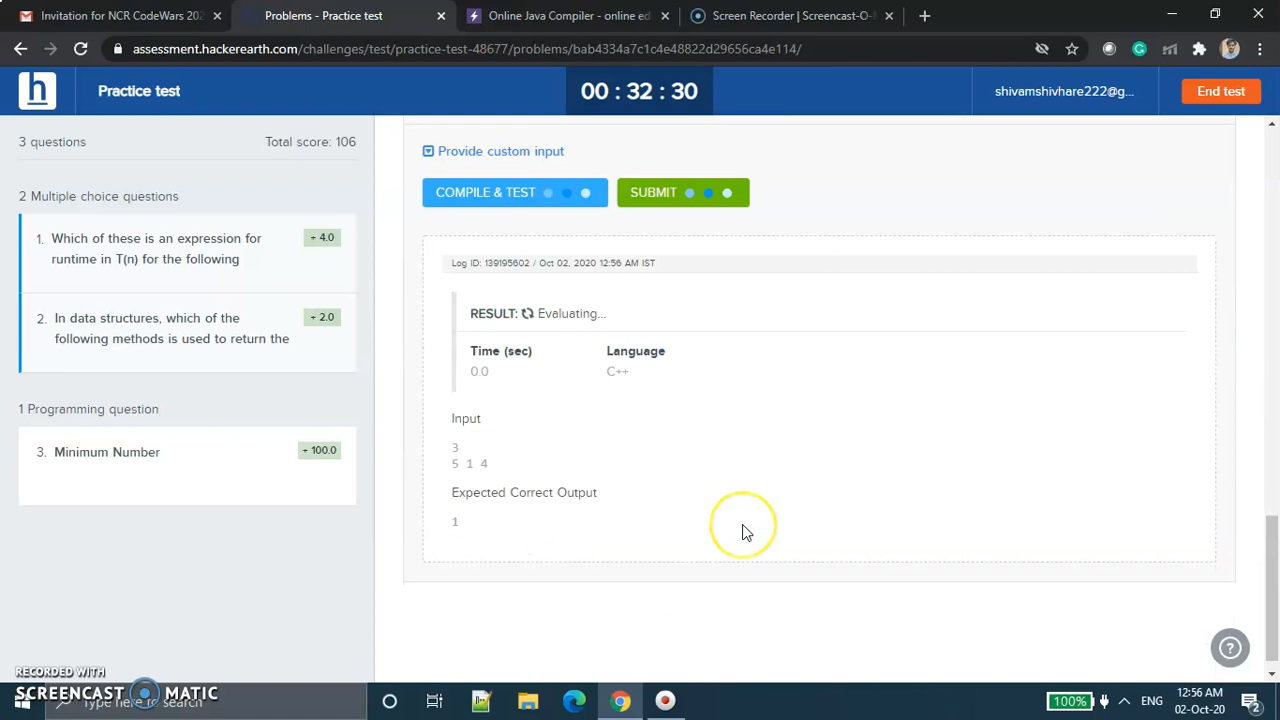 Invitation for NCR CodeWars 202
Problems - Practice test
Online Java Compiler - online ed
Screen Recorder | Screencast-O-
assessment.hackerearth.com/challenges/test/practice-test-48677/problems/bab4334a7c1c4e48822d29656ca4e114/
h
Practice test
00 : 32 : 30
shivamshivhare222@g...
End test
3 questions
Total score: 106
2 Multiple choice questions
1. Which of these is an expression for
runtime in T(n) for the following
+ 4.0
2. In data structures, which of the
following methods is used to return the
+ 2.0
1 Programming question
3. Minimum Number
+ 100.0
Provide custom input
COMPILE & TEST
SUBMIT
Log ID: 139195602 / Oct 02, 2020 12:56 AM IST
RESULT: Evaluating...
Time (sec)
Language
0.0
C++
Input
3
5 1 4
Expected Correct Output
1
?
RECORDED WITH
SCREENCAST MATIC
Type here to search
100%
ENG
12:56 AM
02-Oct-20
2